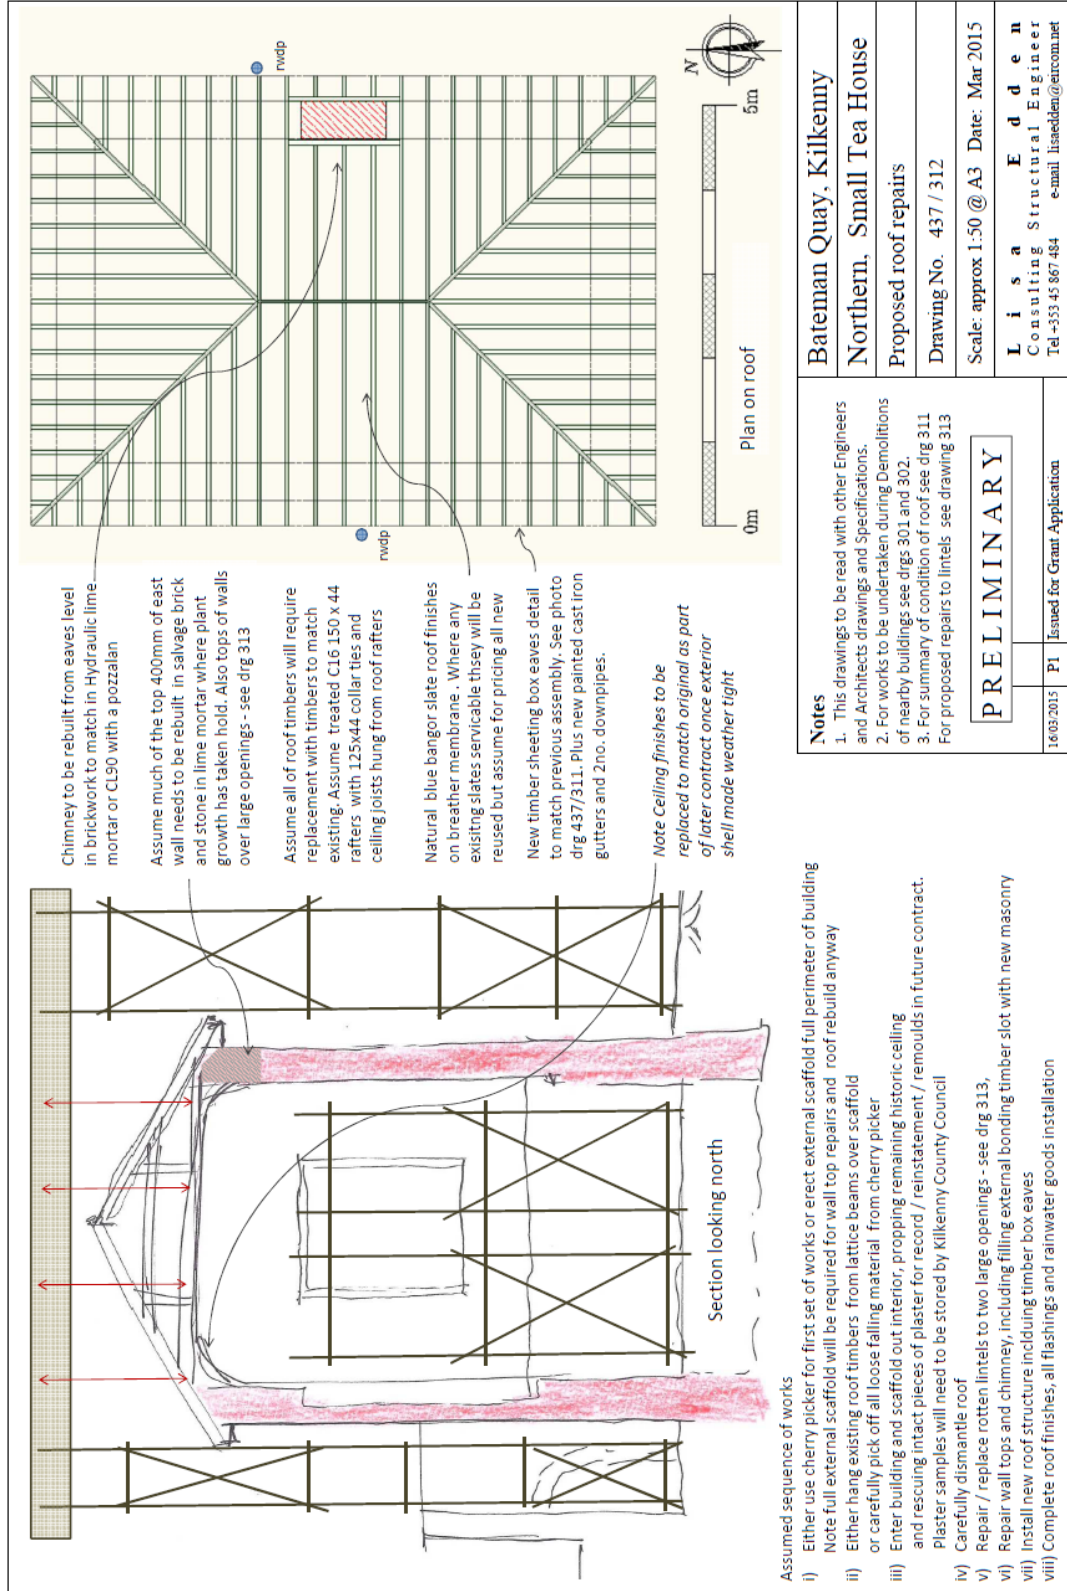 Chimney to be rebuilt from eaves level
in brickwork to match in Hydraulic lime
mortar or CL90 with a pozzalan
Assume much of the top 400mm of east
wall needs to be rebuilt in salvage brick
and stone in lime mortar where plant
growth has taken hold. Also tops of walls
over large openings - see drg 313
Assume all of roof timbers will require
replacement with timbers to match
existing. Assume treated C16 150 x 44
rafters with 125x44 collar ties and
ceiling joists hung from roof rafters
Natural blue bangor slate roof finishes
on breather membrane. Where any
exisitng slates servicable thsey will be
reused but assume for pricing all new
New timber sheeting box eaves detail
to match previous assembly. See photo
drg 437/311. Plus new painted cast iron
gutters and 2no. downpipes.
Note Ceiling finishes to be
replaced to match original as part
of later contract once exterior
shell made weather tight
rwdp
rwdp
N
0m
5m
Plan on roof
Section looking north
Assumed sequence of works
i) Either use cherry picker for first set of works or erect external scaffold full perimeter of building
Note full external scaffold will be required for wall top repairs and roof rebuild anyway
ii) Either hang existing roof timbers from lattice beams over scaffold
or carefully pick off all loose falling material from cherry picker
iii) Enter building and scaffold out interior, propping remaining historic ceiling
and rescuing intact pieces of plaster for record / reinstatement / remoulds in future contract.
Plaster samples will need to be stored by Kilkenny County Council
iv) Carefully dismantle roof
v) Repair / replace rotten lintels to two large openings - see drg 313,
vi) Repair wall tops and chimney, including filling external bonding timber slot with new masonry
vii) Install new roof structure inclduing timber box eaves
viii) Complete roof finishes, all flashings and rainwater goods installation
Notes
1. This drawings to be read with other Engineers
and Architects drawings and Specifications.
2. For works to be undertaken during Demolitions
of nearby buildings see drgs 301 and 302.
3. For summary of condition of roof see drg 311
For proposed repairs to lintels see drawing 313
PRELIMINARY
16/03/2015 P1 Issued for Grant Application
Bateman Quay, Kilkenny
Northern, Small Tea House
Proposed roof repairs
Drawing No. 437 / 312
Scale: approx 1:50 @ A3 Date: Mar 2015
Lisa Edden
Consulting Structural Engineer
Tel +353 45 867 484 e-mail lisaedden@eircom.net